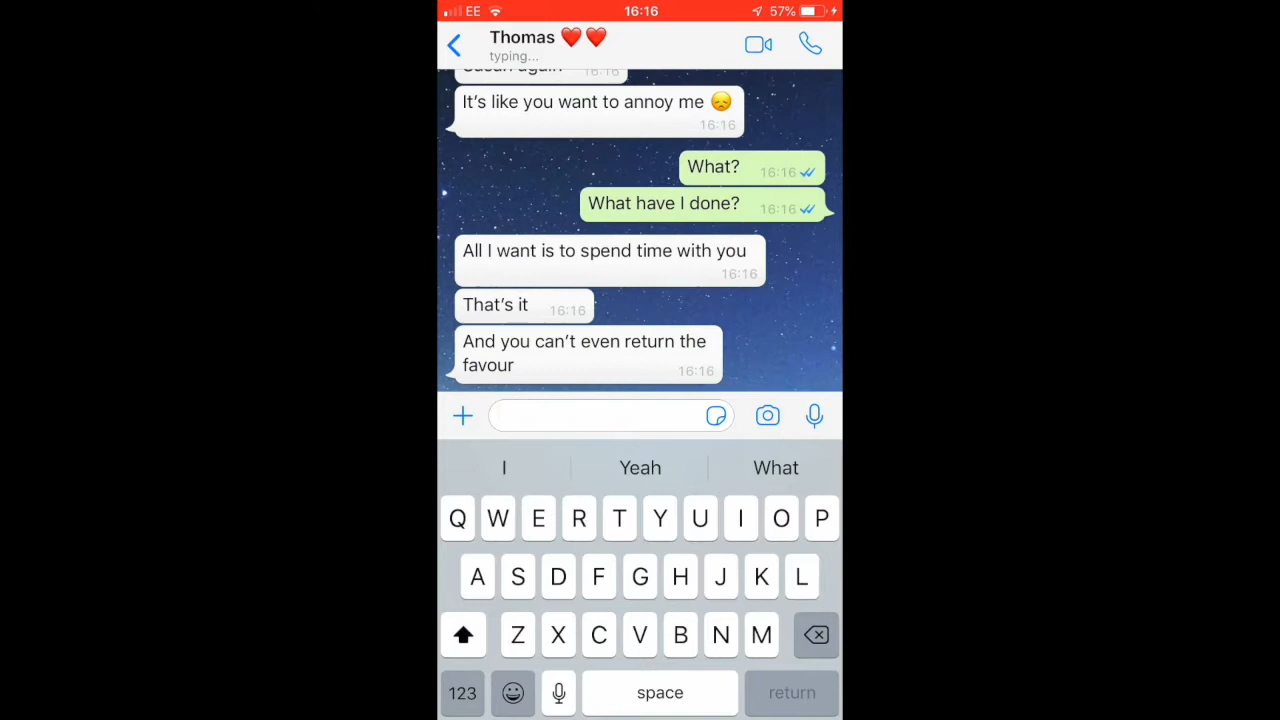 EE 16:16 57%
Thomas ❤️❤️
typing...
16:16
It's like you want to annoy me 😞
16:16
What? 16:16
What have I done? 16:16
All I want is to spend time with you
16:16
That's it 16:16
And you can't even return the
favour 16:16
I Yeah What
Q W E R T Y U I O P
A S D F G H J K L
Z X C V B N M
123 space return